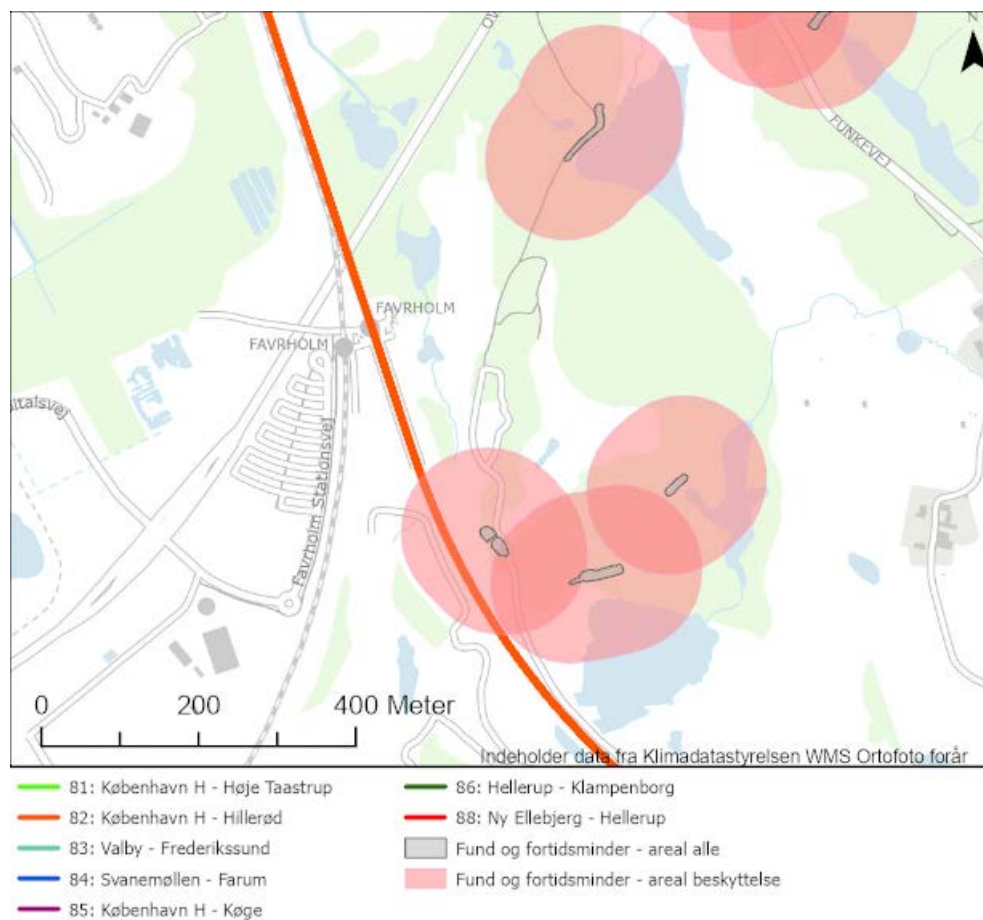 N
FUNKEVEJ
FAVRHOLM
FAVRHOLM
italsvej
Favrholm Stationsvej
0 200 400 Meter
Indeholder data fra Klimadatastyrelsen WMS Ortofoto forår
81: København H - Høje Taastrup
82: København H - Hillerød
83: Valby - Frederikssund
84: Svanemøllen - Farum
85: København H - Køge
86: Hellerup - Klampenborg
88: Ny Ellebjerg - Hellerup
Fund og fortidsminder - areal alle
Fund og fortidsminder - areal beskyttelse